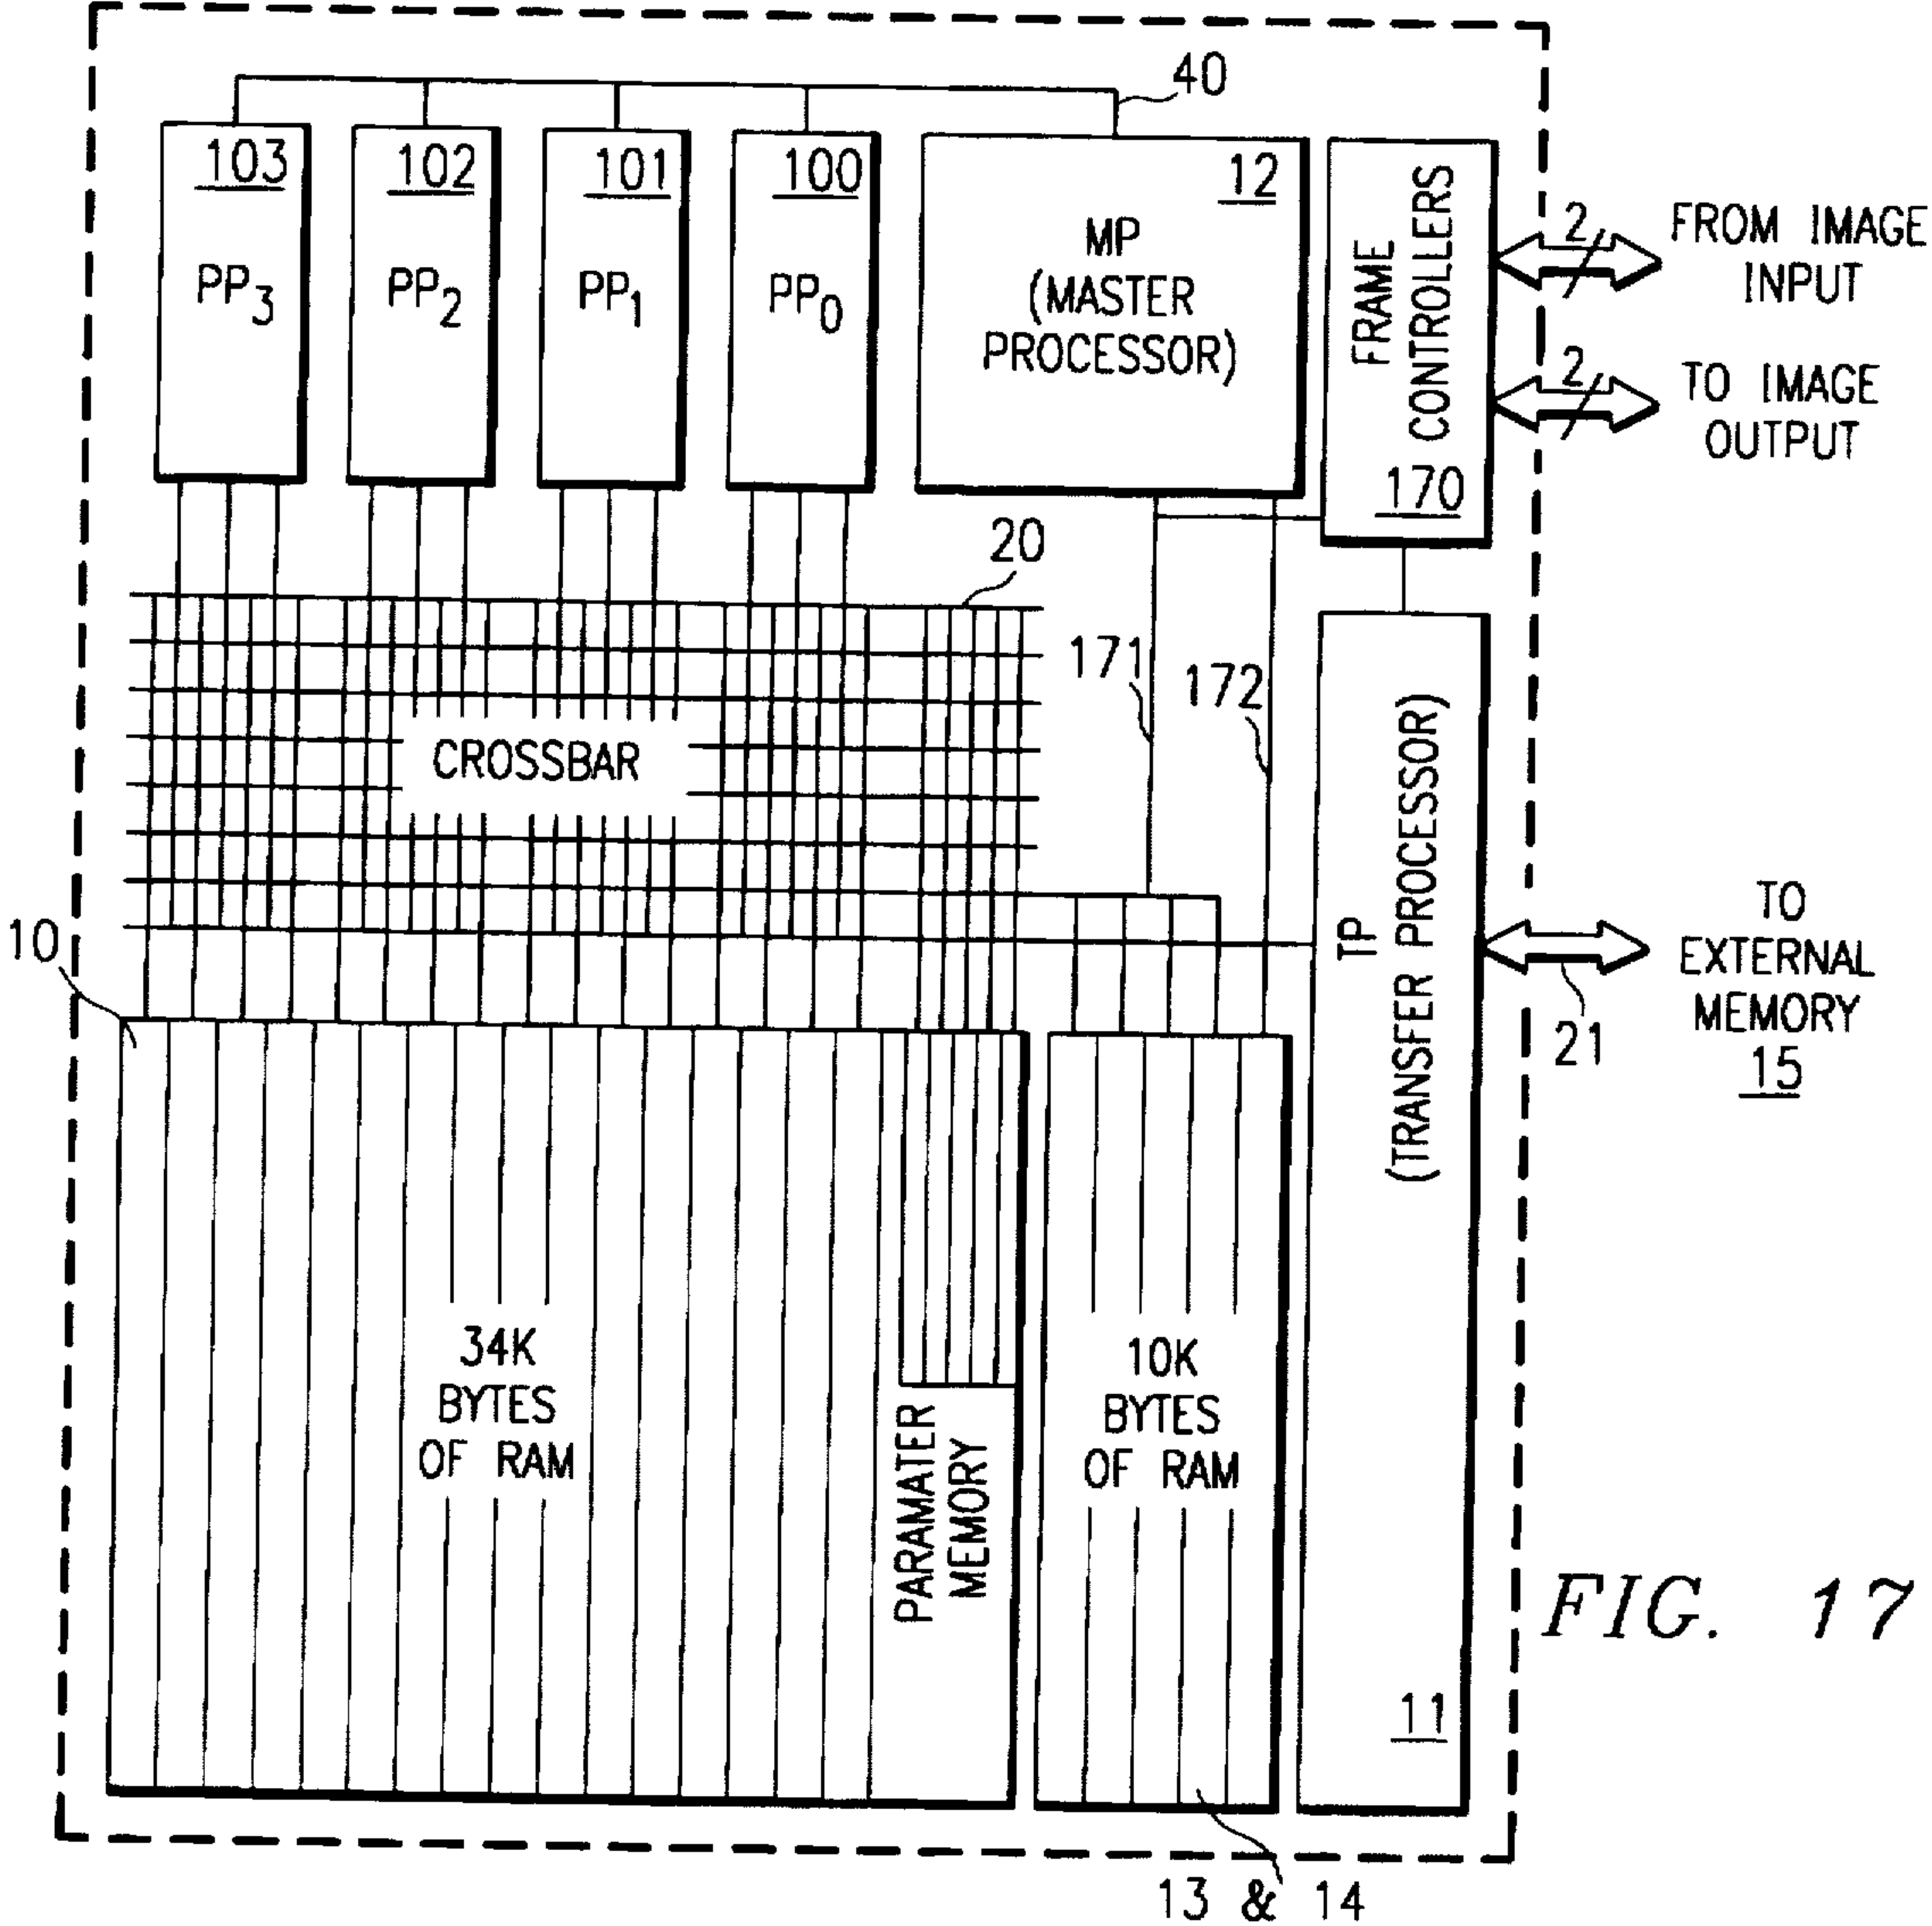 40
103
102
101
100
12
PP3
PP2
PP1
PP0
MP
(MASTER
PROCESSOR)
FRAME
CONTROLLERS
170
2
FROM IMAGE
INPUT
2
TO IMAGE
OUTPUT
20
171
172
CROSSBAR
TP
(TRANSFER PROCESSOR)
10
TO
EXTERNAL
MEMORY
15
21
34K
BYTES
OF RAM
PARAMATER
MEMORY
10K
BYTES
OF RAM
11
FIG. 17
13 & 14